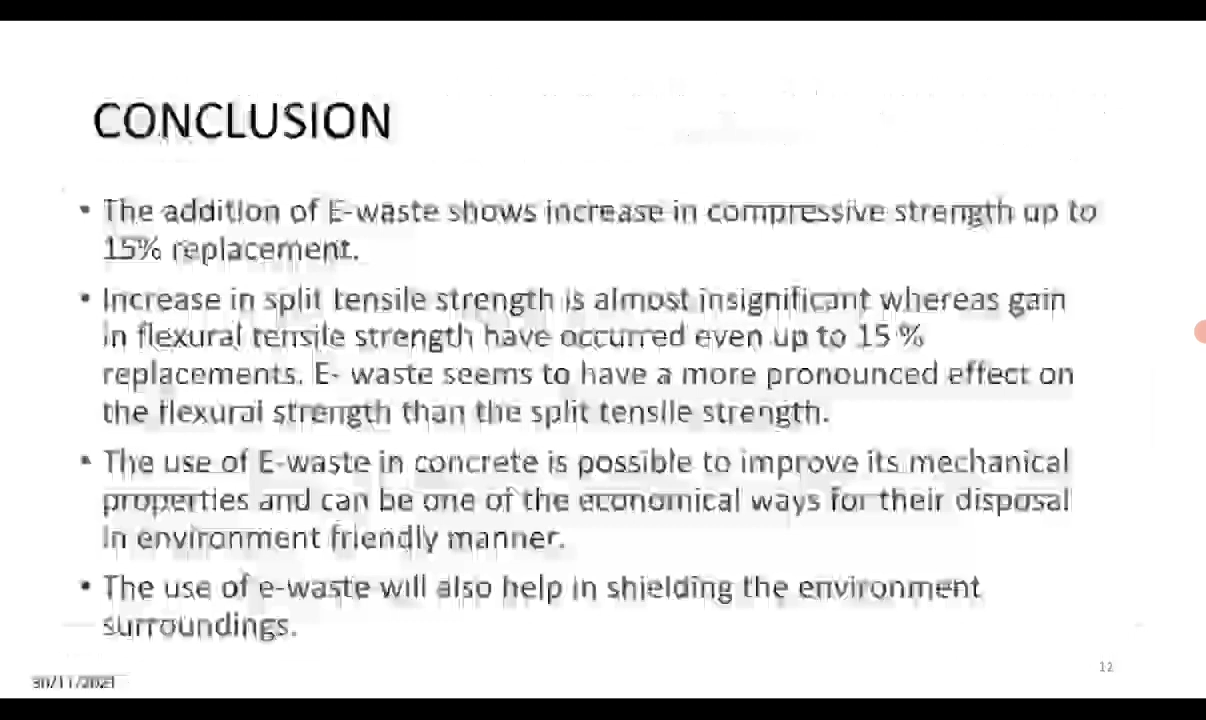 CONCLUSION
• The addition of E-waste shows increase in compressive strength up to
15% replacement.
• Increase in split tensile strength is almost insignificant whereas gain
in flexural tensile strength have occurred even up to 15 %
replacements. E- waste seems to have a more pronounced effect on
the flexural strength than the split tensile strength.
• The use of E-waste in concrete is possible to improve its mechanical
properties and can be one of the economical ways for their disposal
in environment friendly manner.
• The use of e-waste will also help in shielding the environment
surroundings.
12
30/11/2021